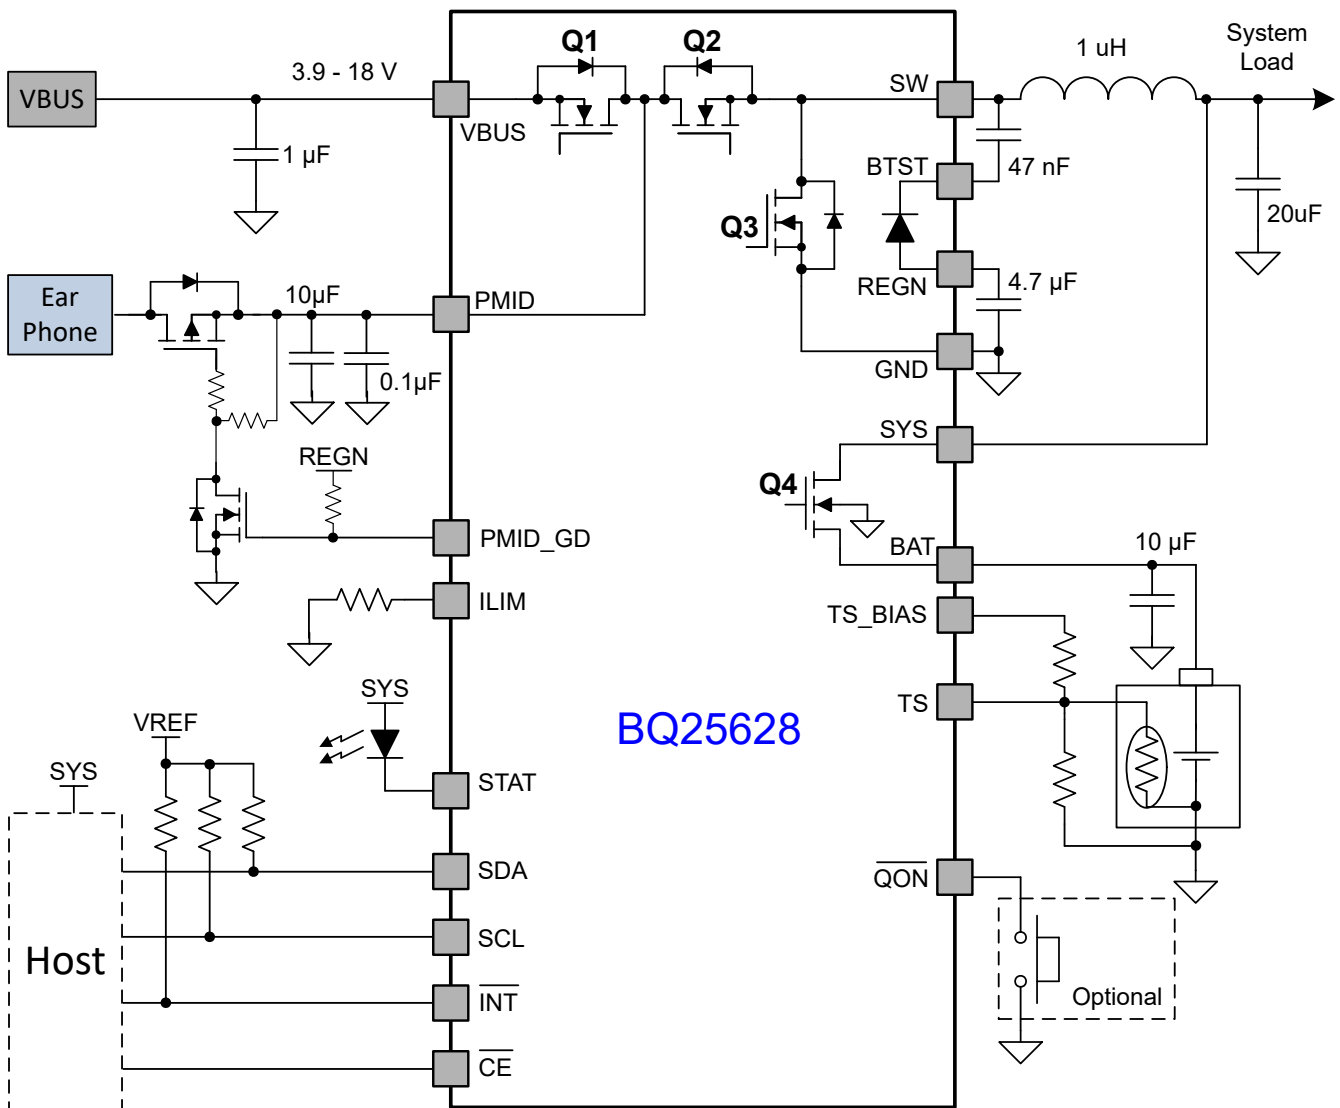 Q1
Q2
3.9 - 18 V
1 uH
System
Load
VBUS
SW
VBUS
1 µF
BTST
47 nF
20uF
Q3
REGN
4.7 µF
Ear
Phone
10µF
PMID
0.1µF
GND
SYS
REGN
Q4
PMID_GD
BAT
10 µF
ILIM
TS_BIAS
SYS
TS
VREF
BQ25628
SYS
STAT
SDA
QON
SCL
Host
INT
Optional
CE